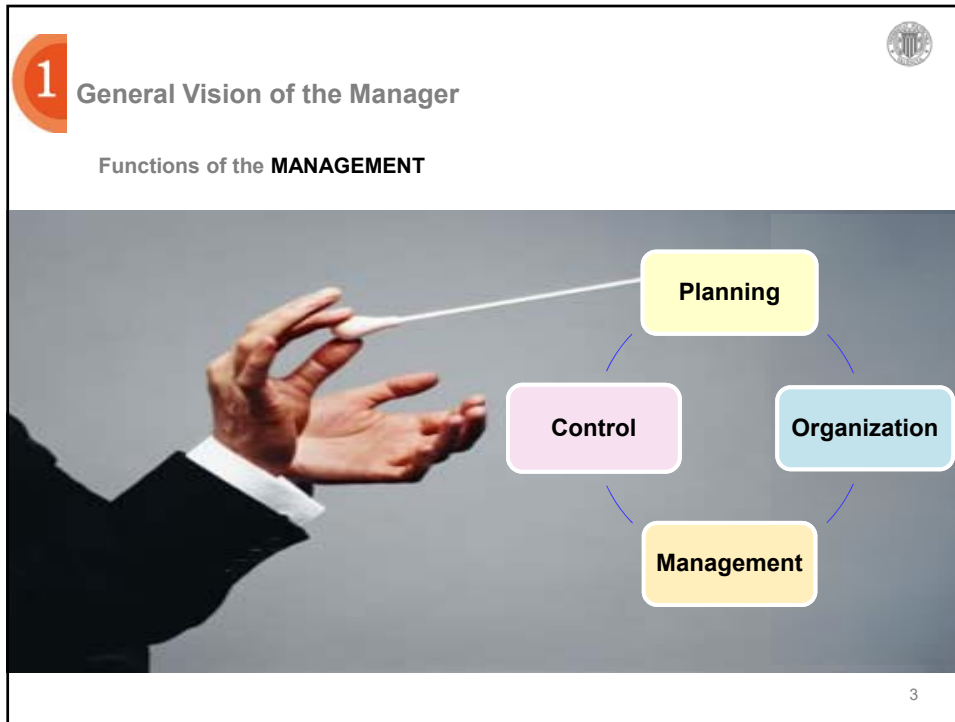 1
General Vision of the Manager
Functions of the MANAGEMENT
Planning
Control
Organization
Management
3